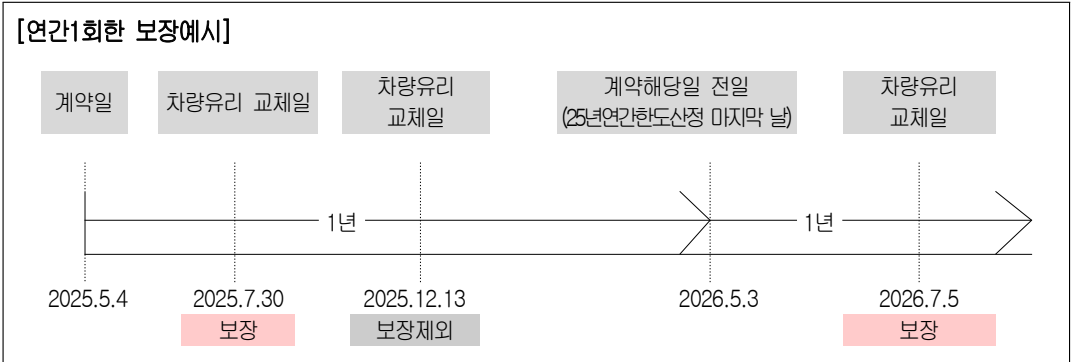 [연간1회한 보장예시]
계약일
차량유리 교체일
차량유리
교체일
계약해당일 전일
(25년연간한도산정 마지막 날)
차량유리
교체일
1년
1년
2025.5.4
2025.7.30
2025.12.13
2026.5.3
2026.7.5
보장
보장제외
보장